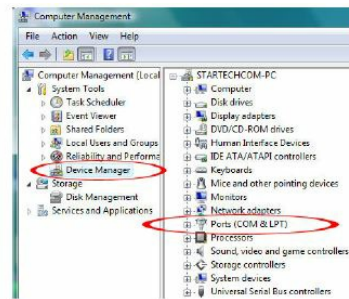 Computer Management
File Action View Help
Computer Management (Local
System Tools
Task Scheduler
Event Viewer
Shared Folders
Local Users and Groups
Reliability and Performa
Device Manager
Storage
Disk Management
Services and Applications
STARTECHCOM-PC
Computer
Disk drives
Display adapters
DVD/CD-ROM drives
Human Interface Devices
IDE ATA/ATAPI controllers
Keyboards
Mice and other pointing devices
Monitors
Network adapters
Ports (COM & LPT)
Processors
Sound, video and game controllers
Storage controllers
System devices
Universal Serial Bus controllers